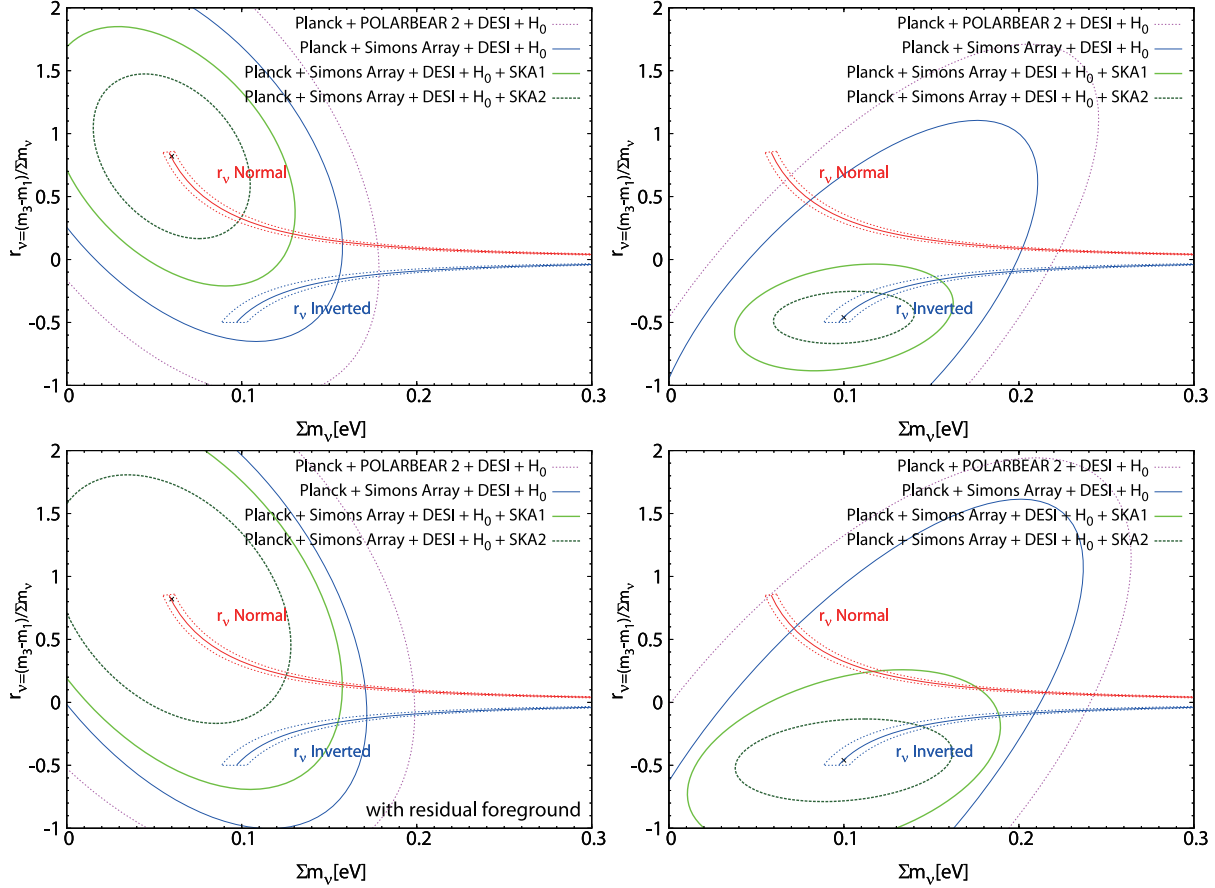 Planck + POLARBEAR 2 + DESI + H0
Planck + Simons Array + DESI + H0
Planck + Simons Array + DESI + H0 + SKA1
Planck + Simons Array + DESI + H0 + SKA2
rν Normal
rν Inverted
rν=(m3-m1)/Σmν
2
1.5
1
0.5
0
-0.5
-1
0
0.1
0.2
0.3
Σmν[eV]
Planck + POLARBEAR 2 + DESI + H0
Planck + Simons Array + DESI + H0
Planck + Simons Array + DESI + H0 + SKA1
Planck + Simons Array + DESI + H0 + SKA2
rν Normal
rν Inverted
rν=(m3-m1)/Σmν
2
1.5
1
0.5
0
-0.5
-1
0
0.1
0.2
0.3
Σmν[eV]
Planck + POLARBEAR 2 + DESI + H0
Planck + Simons Array + DESI + H0
Planck + Simons Array + DESI + H0 + SKA1
Planck + Simons Array + DESI + H0 + SKA2
rν Normal
rν Inverted
with residual foreground
rν=(m3-m1)/Σmν
2
1.5
1
0.5
0
-0.5
-1
0
0.1
0.2
0.3
Σmν[eV]
Planck + POLARBEAR 2 + DESI + H0
Planck + Simons Array + DESI + H0
Planck + Simons Array + DESI + H0 + SKA1
Planck + Simons Array + DESI + H0 + SKA2
rν Normal
rν Inverted
rν=(m3-m1)/Σmν
2
1.5
1
0.5
0
-0.5
-1
0
0.1
0.2
0.3
Σmν[eV]